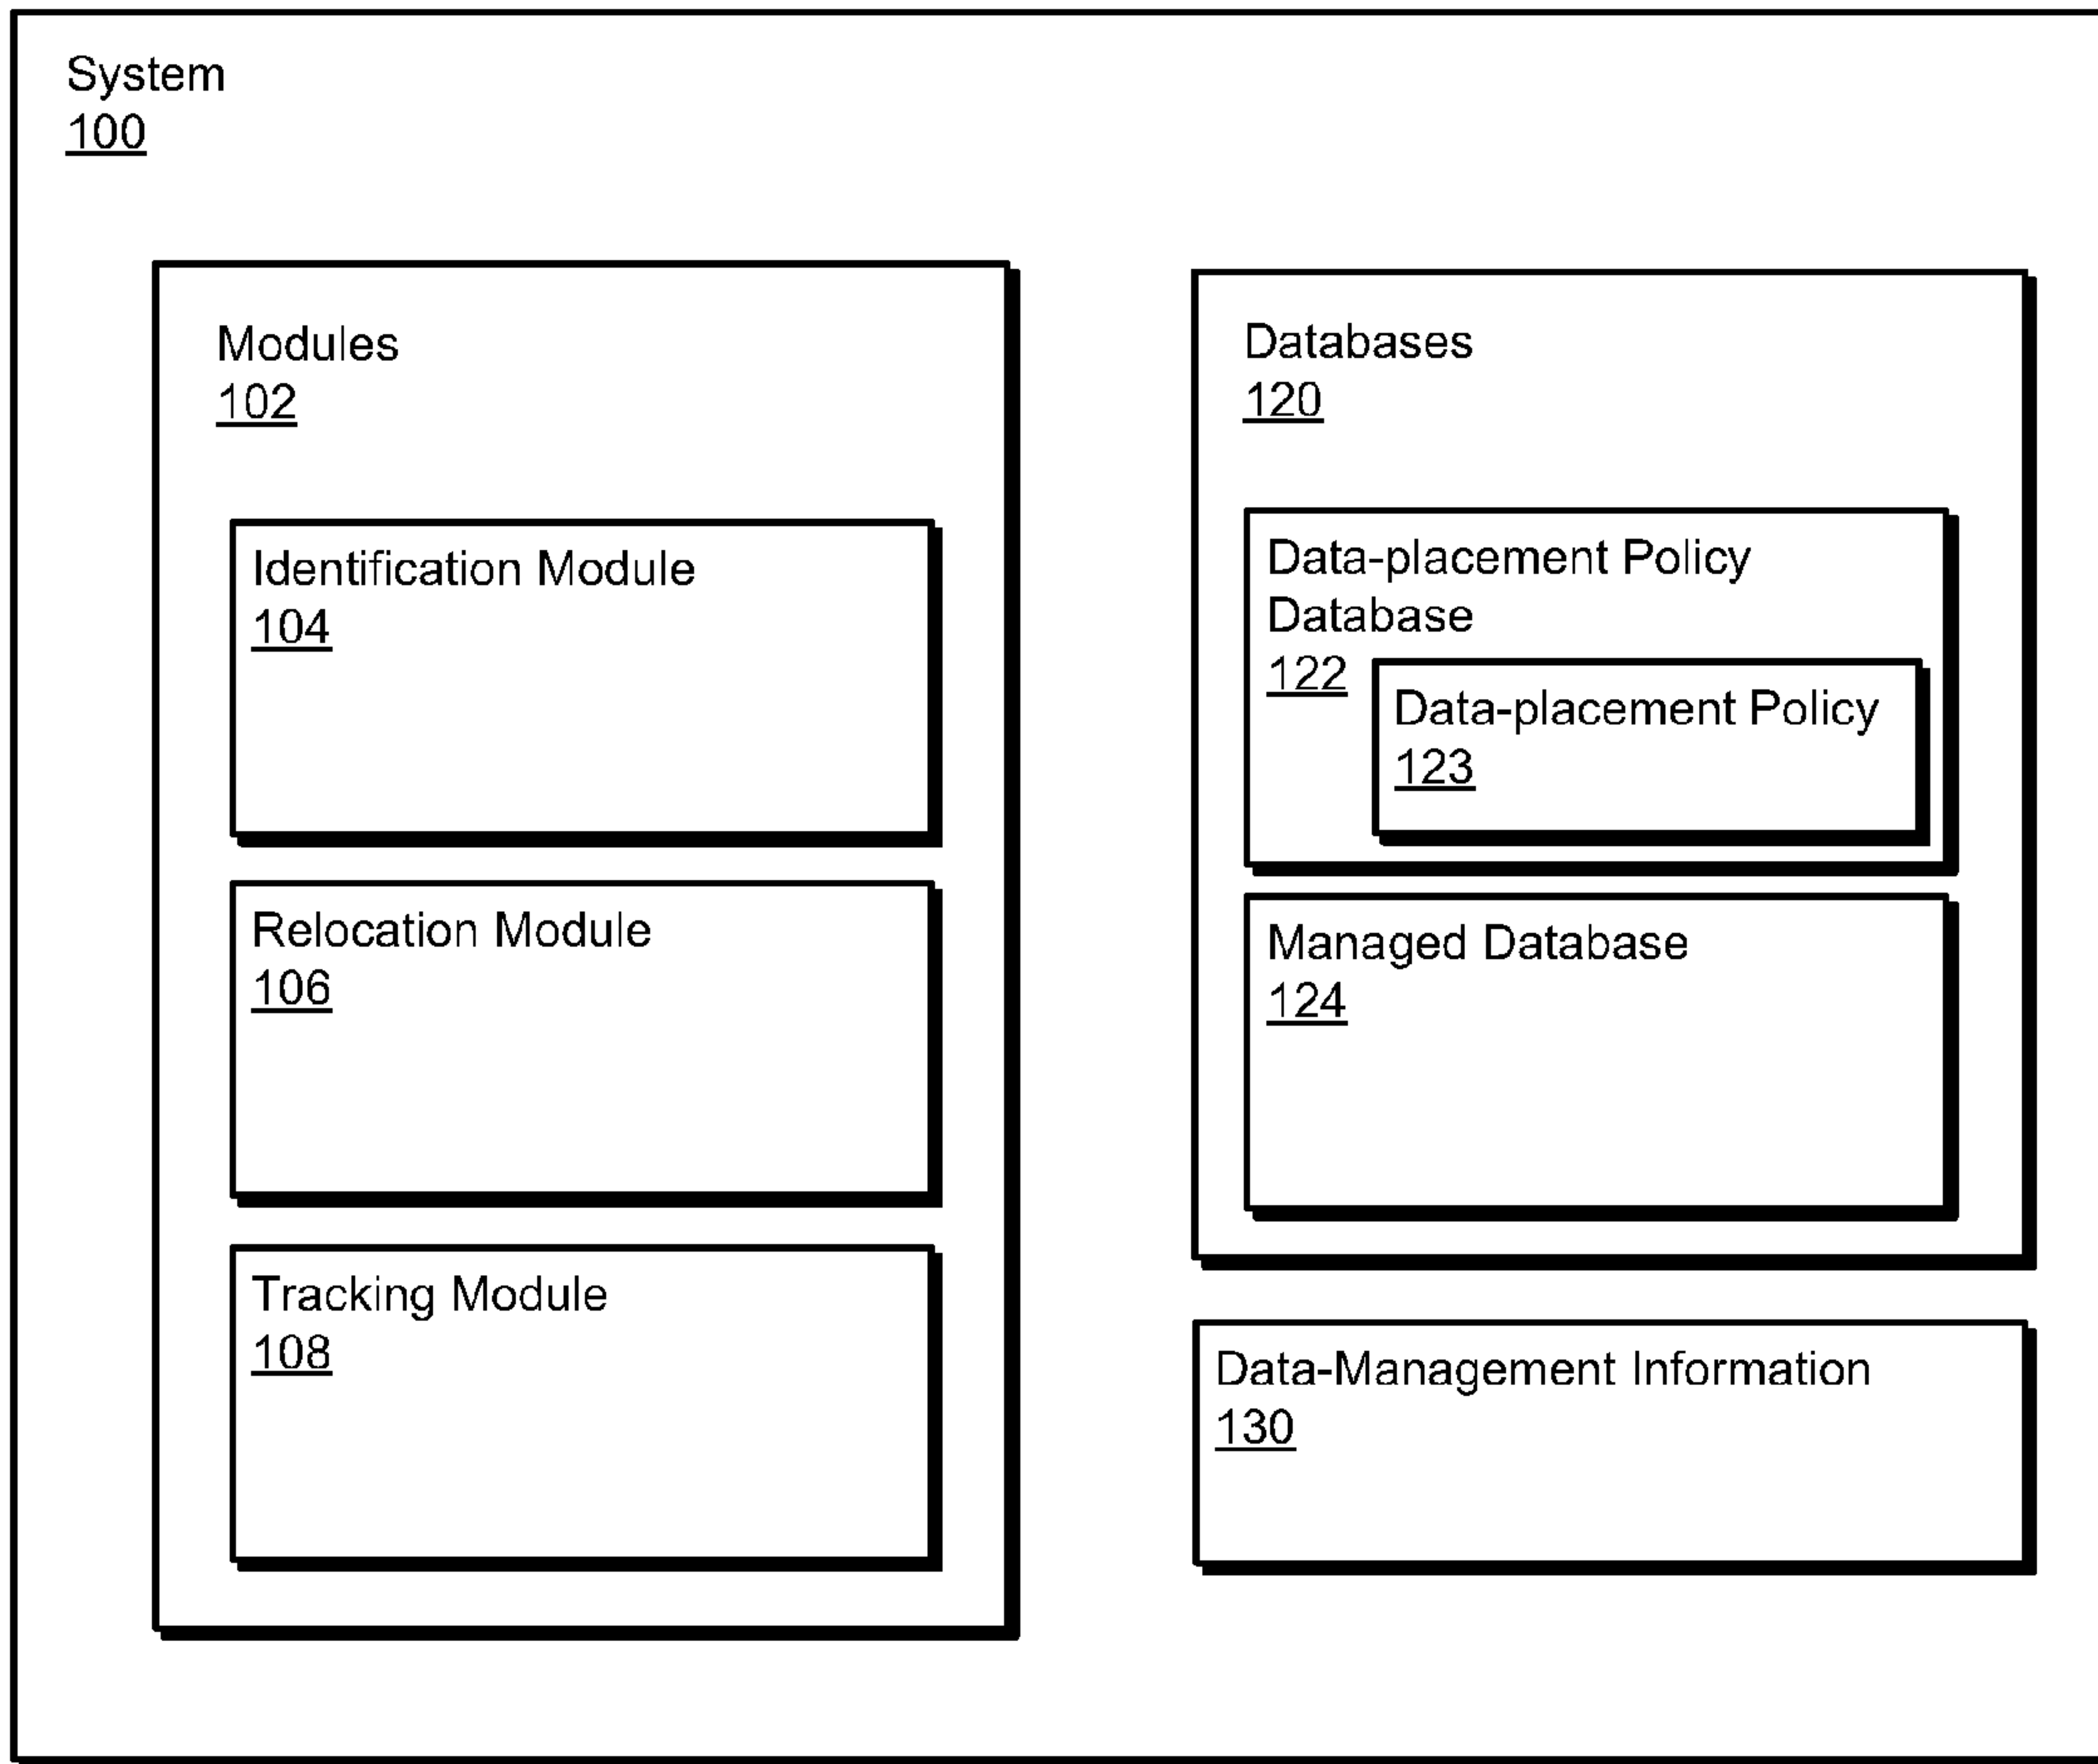 System
100
Modules
102
Identification Module
104
Relocation Module
106
Tracking Module
108
Databases
120
Data-placement Policy
Database
122
Data-placement Policy
123
Managed Database
124
Data-Management Information
130